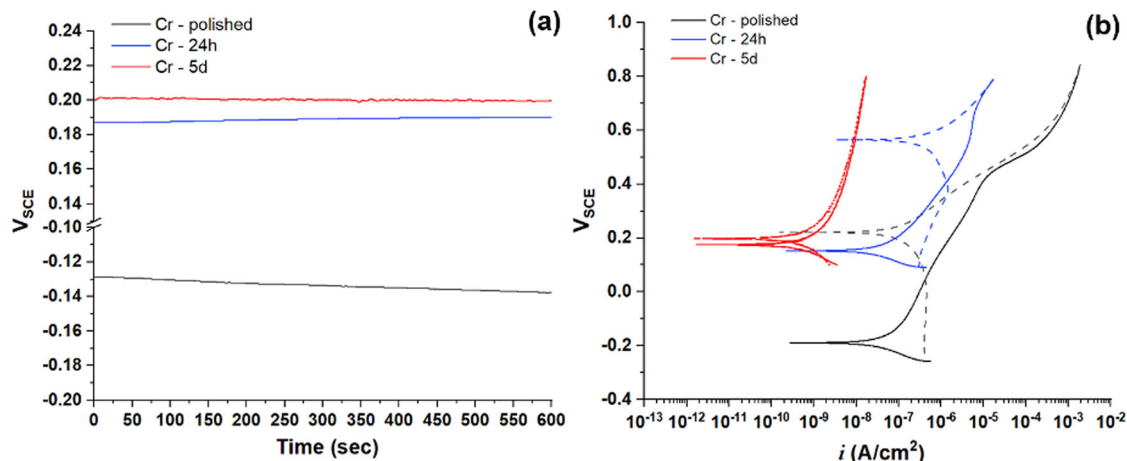 (a)
Cr - polished
Cr - 24h
Cr - 5d
0.24
0.22
0.20
0.18
0.16
0.14
-0.10
-0.12
-0.14
-0.16
-0.18
-0.20
V_SCE
0 50 100 150 200 250 300 350 400 450 500 550 600
Time (sec)
(b)
Cr - polished
Cr - 24h
Cr - 5d
1.0
0.8
0.6
0.4
0.2
0.0
-0.2
-0.4
V_SCE
10⁻¹³ 10⁻¹² 10⁻¹¹ 10⁻¹⁰ 10⁻⁹ 10⁻⁸ 10⁻⁷ 10⁻⁶ 10⁻⁵ 10⁻⁴ 10⁻³ 10⁻²
i (A/cm²)